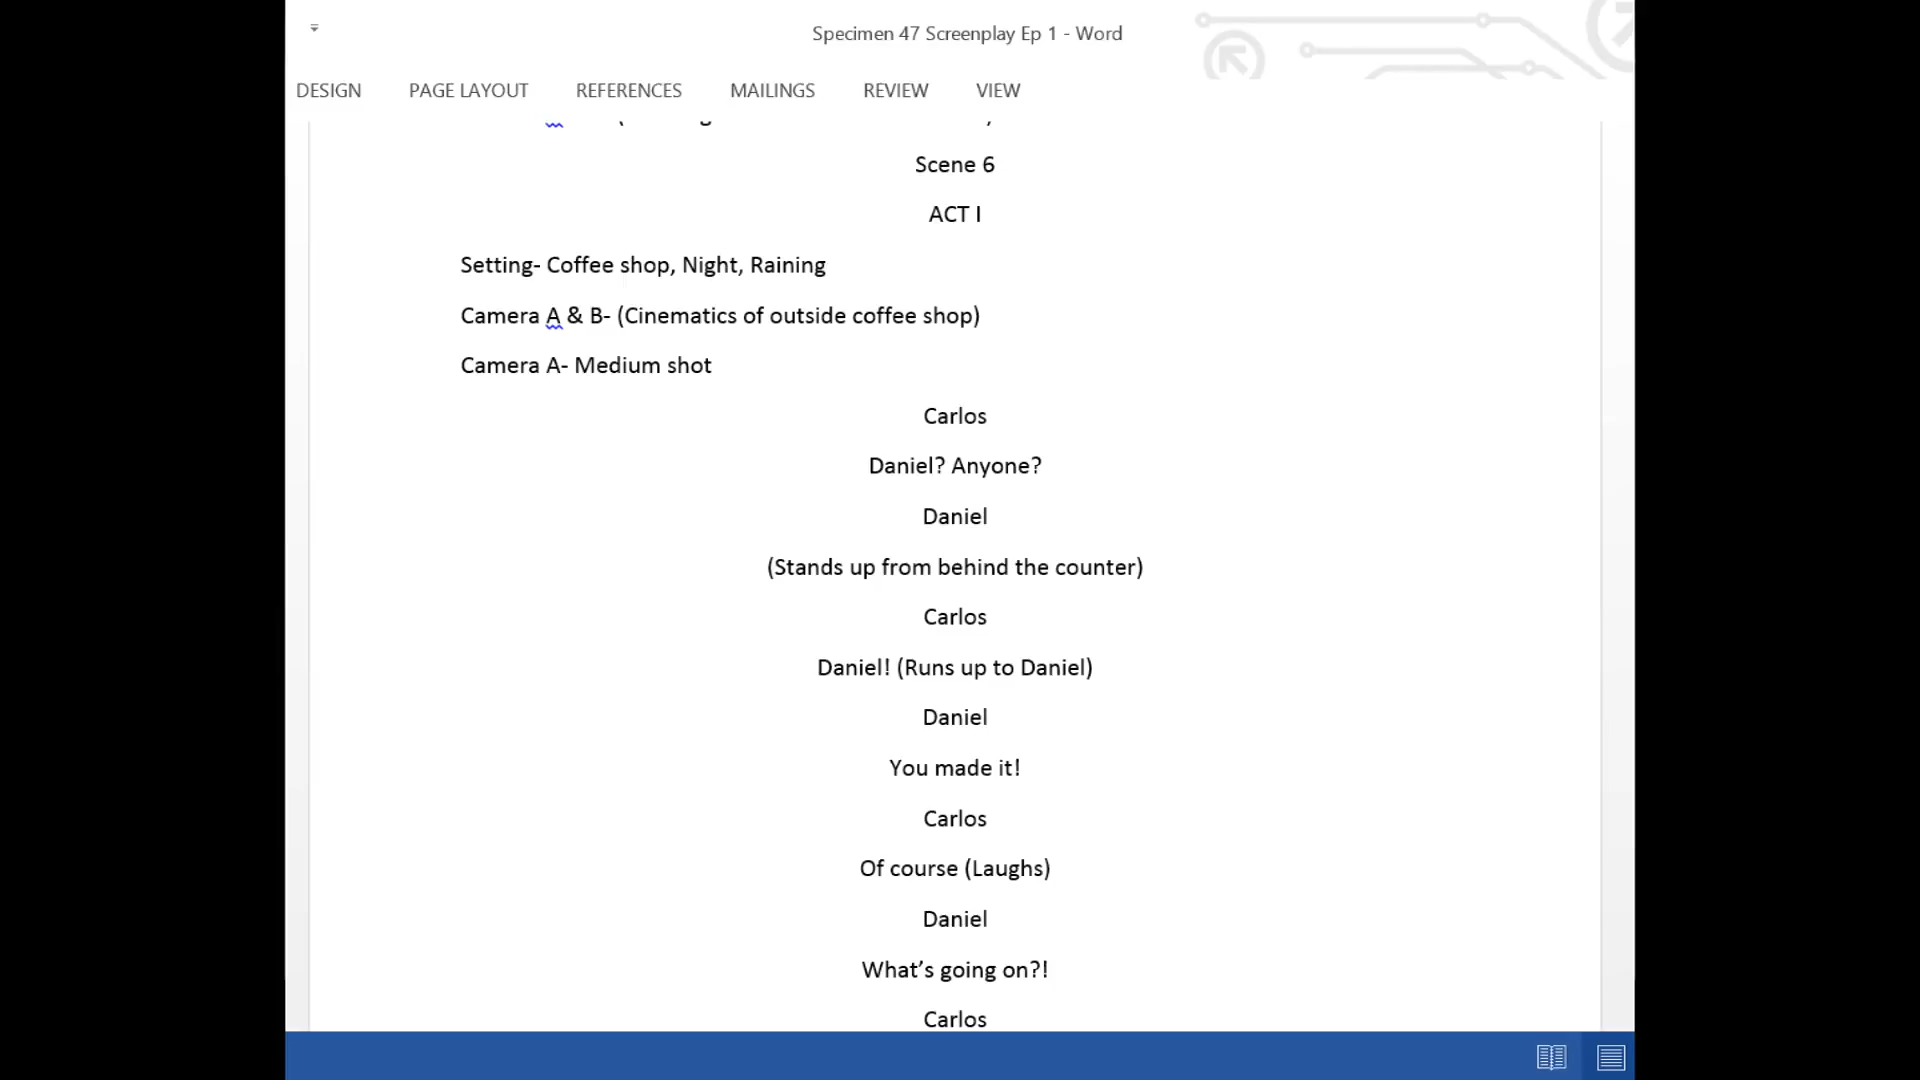 Specimen 47 Screenplay Ep 1 - Word
DESIGN PAGE LAYOUT REFERENCES MAILINGS REVIEW VIEW
Scene 6
ACT I
Setting- Coffee shop, Night, Raining
Camera A & B- (Cinematics of outside coffee shop)
Camera A- Medium shot
Carlos
Daniel? Anyone?
Daniel
(Stands up from behind the counter)
Carlos
Daniel! (Runs up to Daniel)
Daniel
You made it!
Carlos
Of course (Laughs)
Daniel
What’s going on?!
Carlos